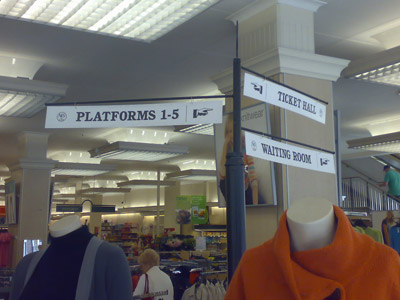 PLATFORMS 1-5
TICKET HALL
WAITING ROOM